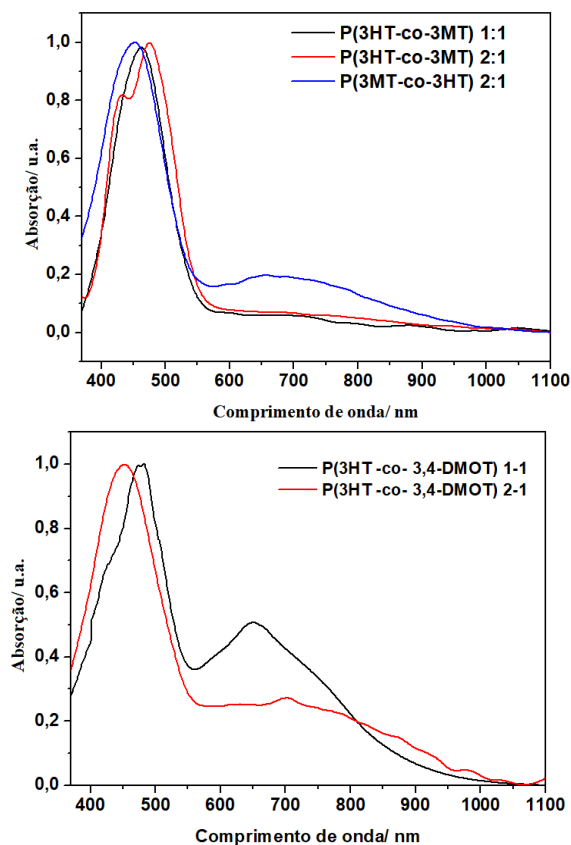 P(3HT-co-3MT) 1:1
P(3HT-co-3MT) 2:1
P(3MT-co-3HT) 2:1
Absorção/ u.a.
1,0
0,8
0,6
0,4
0,2
0,0
400 500 600 700 800 900 1000 1100
Comprimento de onda/ nm
P(3HT -co- 3,4-DMOT) 1-1
P(3HT -co- 3,4-DMOT) 2-1
Absorção/ u.a.
1,0
0,8
0,6
0,4
0,2
0,0
400 500 600 700 800 900 1000 1100
Comprimento de onda/ nm